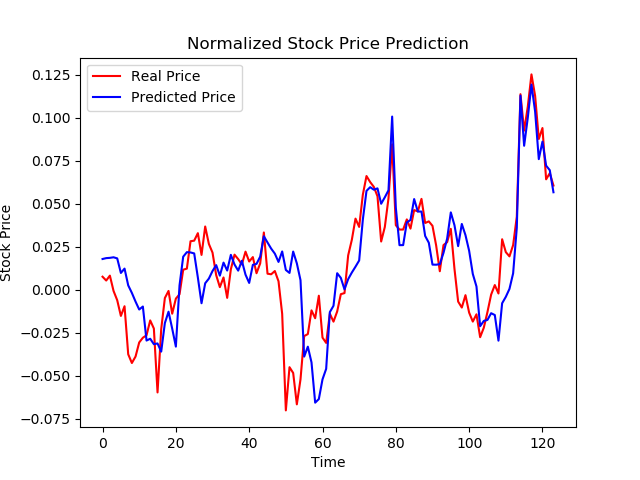 Normalized Stock Price Prediction
Real Price
Predicted Price
Stock Price
0.125
0.100
0.075
0.050
0.025
0.000
−0.025
−0.050
−0.075
0 20 40 60 80 100 120
Time